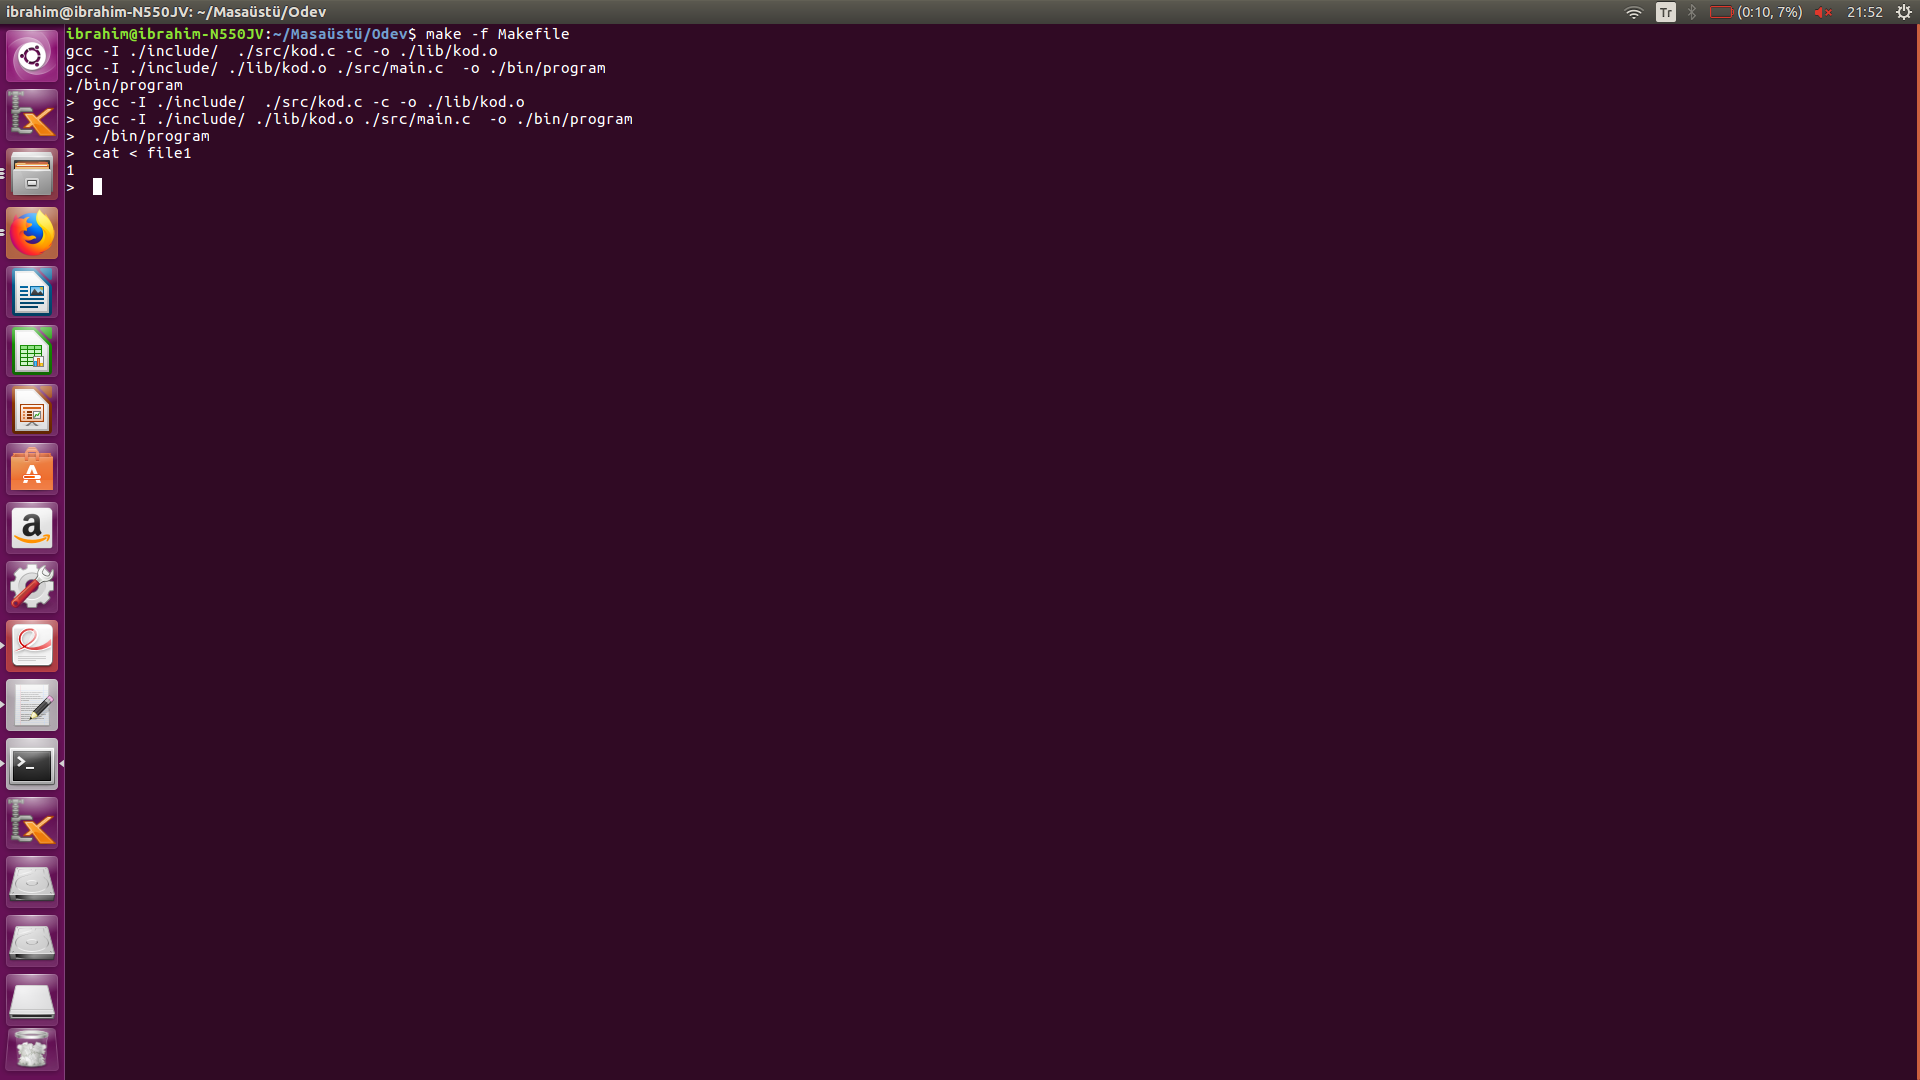 ibrahim@ibrahim-N550JV: ~/Masaüstü/Odev
Tr
(0:10, 7%)
21:52
ibrahim@ibrahim-N550JV:~/Masaüstü/Odev$ make -f Makefile
gcc -I ./include/  ./src/kod.c -c -o ./lib/kod.o
gcc -I ./include/ ./lib/kod.o ./src/main.c  -o ./bin/program
./bin/program
>  gcc -I ./include/  ./src/kod.c -c -o ./lib/kod.o
>  gcc -I ./include/ ./lib/kod.o ./src/main.c  -o ./bin/program
>  ./bin/program
>  cat < file1
1
>